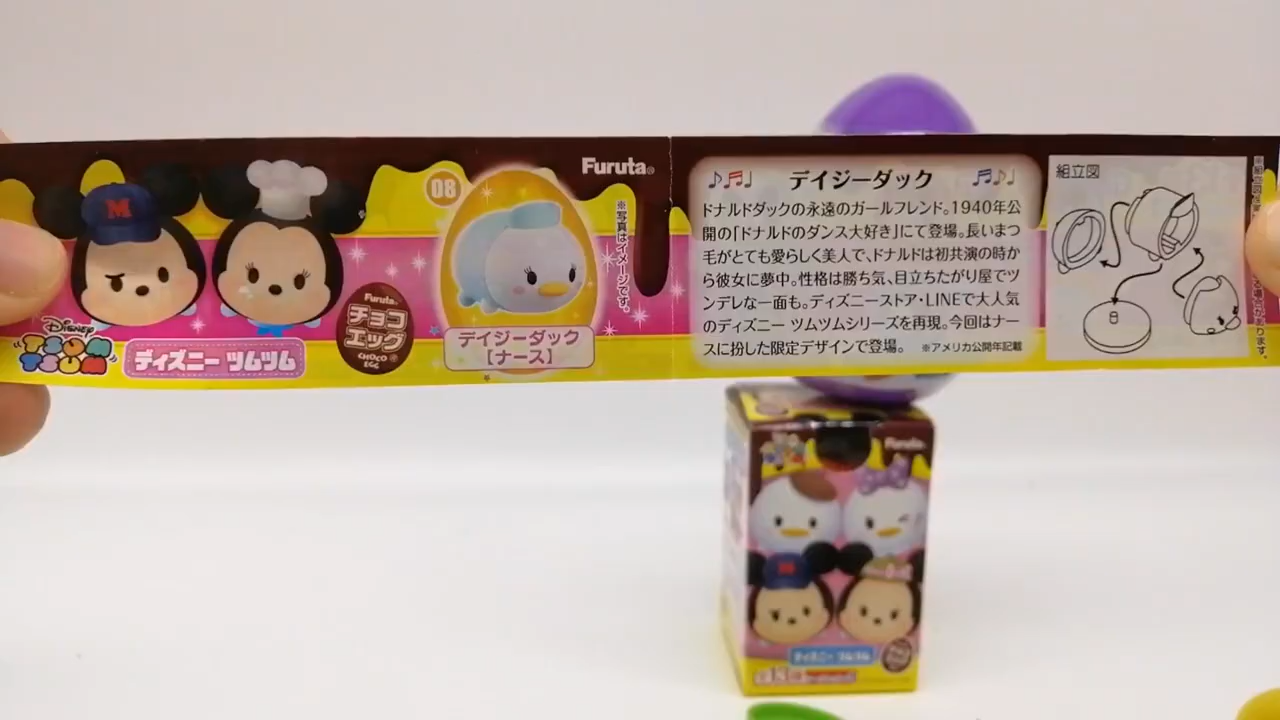 08
Furuta®
M
Furuta®
チョコ
エッグ
CHOCO
EGG
Disney
TSUM
TSUM
ディズニー ツムツム
デイジーダック
【ナース】
※写真はイメージです。
デイジーダック
ドナルドダックの永遠のガールフレンド。1940年公
開の「ドナルドのダンス大好き」にて登場。長いまつ
毛がとても愛らしく美人で、ドナルドは初共演の時か
ら彼女に夢中。性格は勝ち気、目立ちたがり屋でツ
ンデレな一面も。ディズニーストア・LINEで大人気
のディズニー ツムツムシリーズを再現。今回はナー
スに扮した限定デザインで登場。 ※アメリカ公開年記載
組立図
Furuta
M
ディズニー ツムツム
全13種